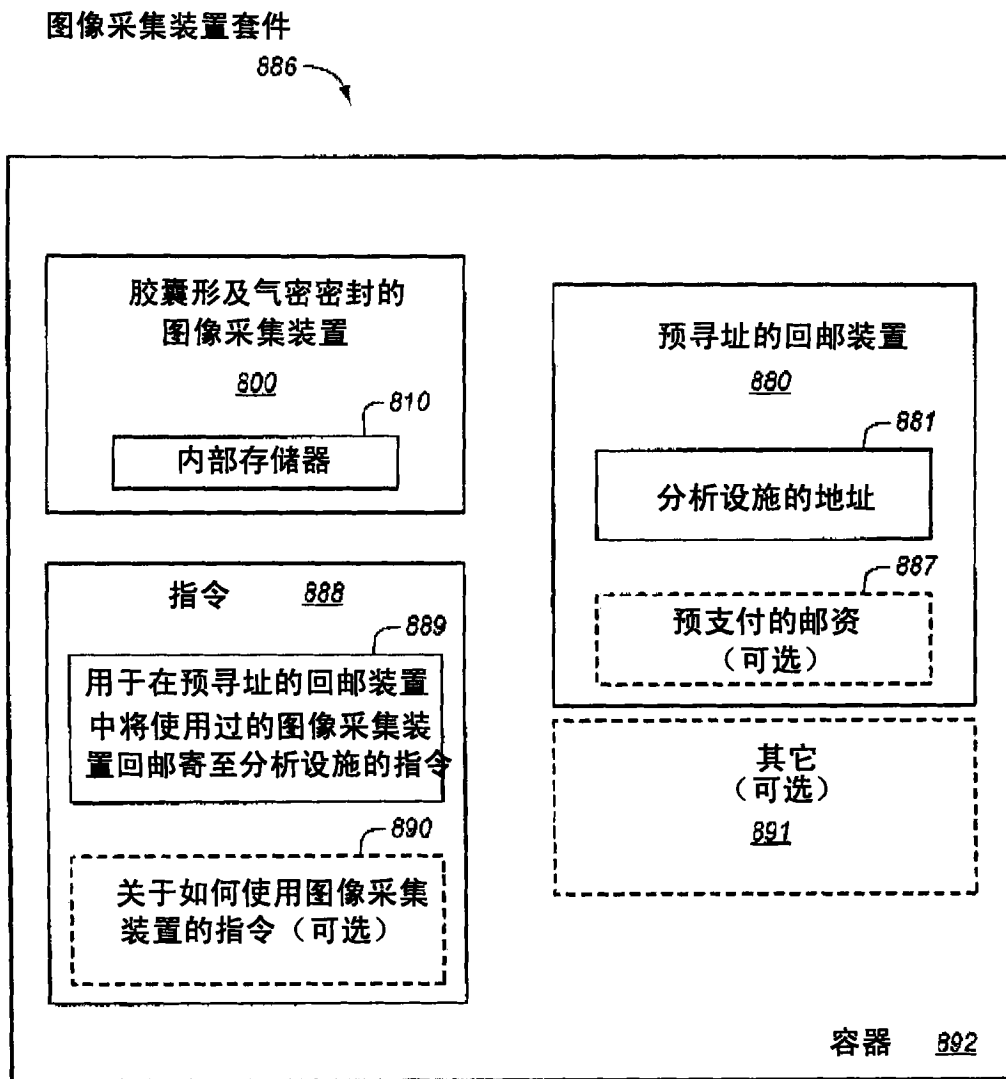 图像采集装置套件
886
胶囊形及气密密封的
图像采集装置
800
810
内部存储器
指令 888
889
用于在预寻址的回邮装置
中将使用过的图像采集装
置回邮寄至分析设施的指令
890
关于如何使用图像采集
装置的指令（可选）
预寻址的回邮装置
880
881
分析设施的地址
887
预支付的邮资
（可选）
其它
（可选）
891
容器 892